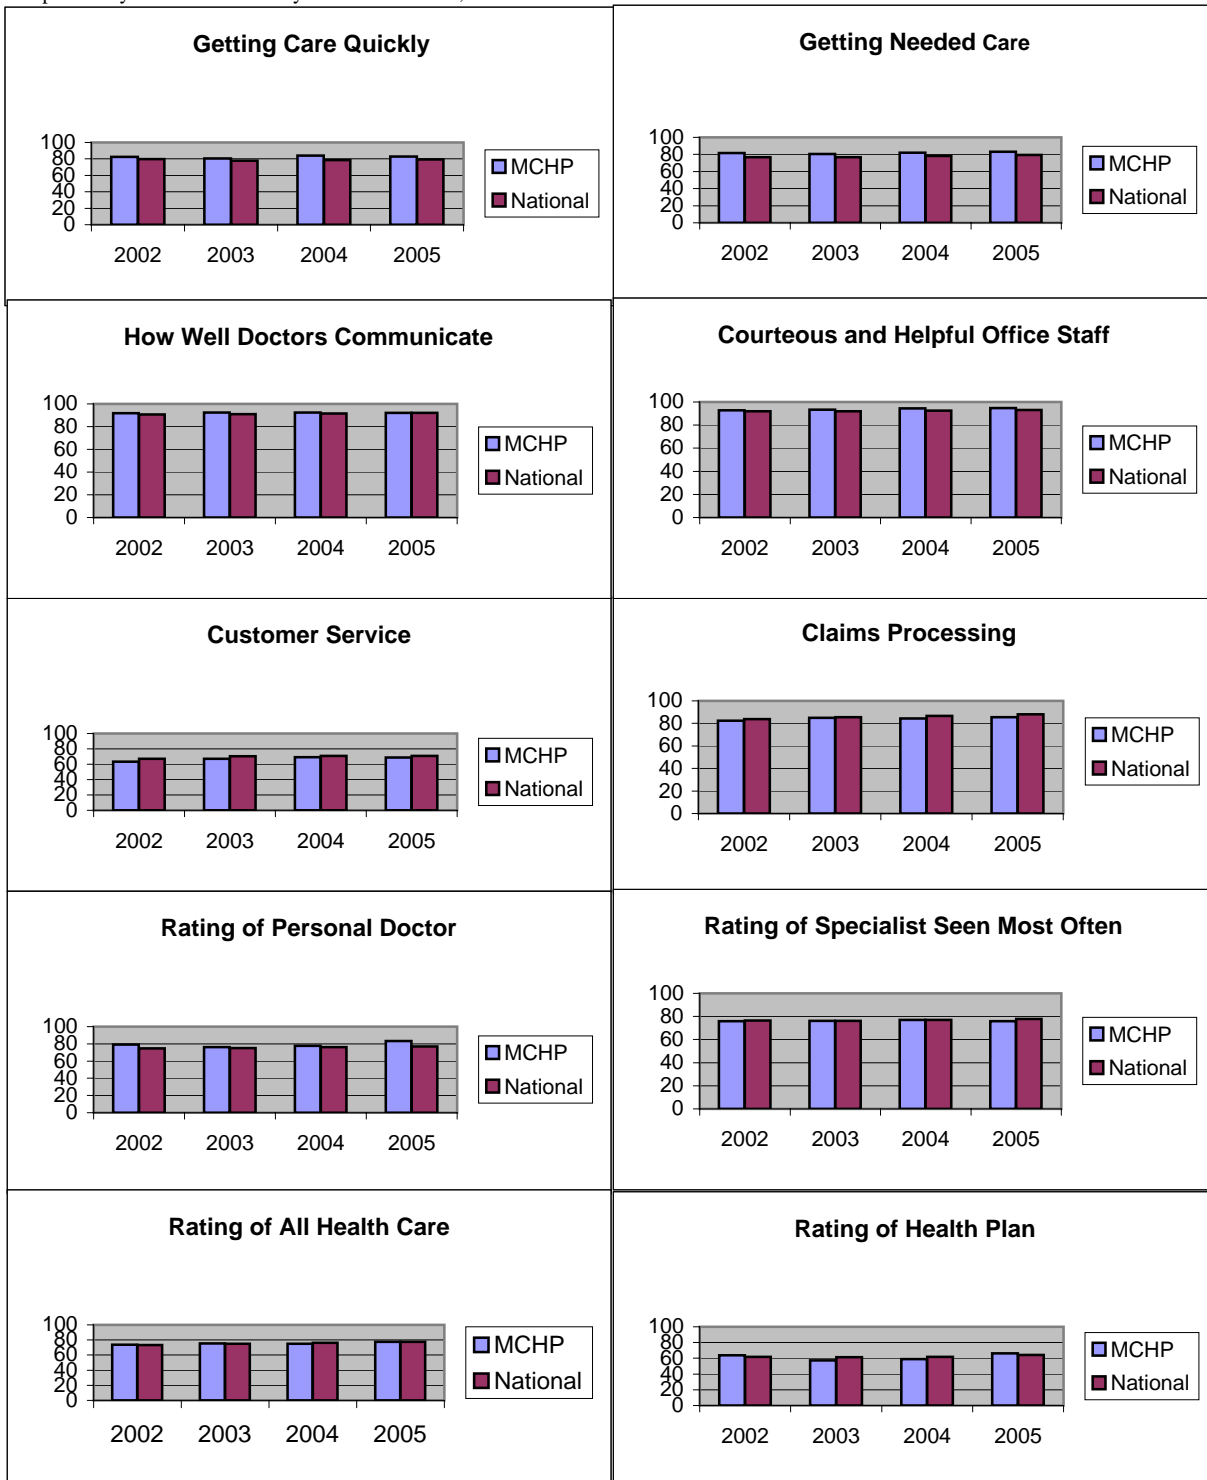 Getting Care Quickly
100
80
60
40
20
0
2002 2003 2004 2005
MCHP
National
Getting Needed Care
100
80
60
40
20
0
2002 2003 2004 2005
MCHP
National
How Well Doctors Communicate
100
80
60
40
20
0
2002 2003 2004 2005
MCHP
National
Courteous and Helpful Office Staff
100
80
60
40
20
0
2002 2003 2004 2005
MCHP
National
Customer Service
100
80
60
40
20
0
2002 2003 2004 2005
MCHP
National
Claims Processing
100
80
60
40
20
0
2002 2003 2004 2005
MCHP
National
Rating of Personal Doctor
100
80
60
40
20
0
2002 2003 2004 2005
MCHP
National
Rating of Specialist Seen Most Often
100
80
60
40
20
0
2002 2003 2004 2005
MCHP
National
Rating of All Health Care
100
80
60
40
20
0
2002 2003 2004 2005
MCHP
National
Rating of Health Plan
100
80
60
40
20
0
2002 2003 2004 2005
MCHP
National